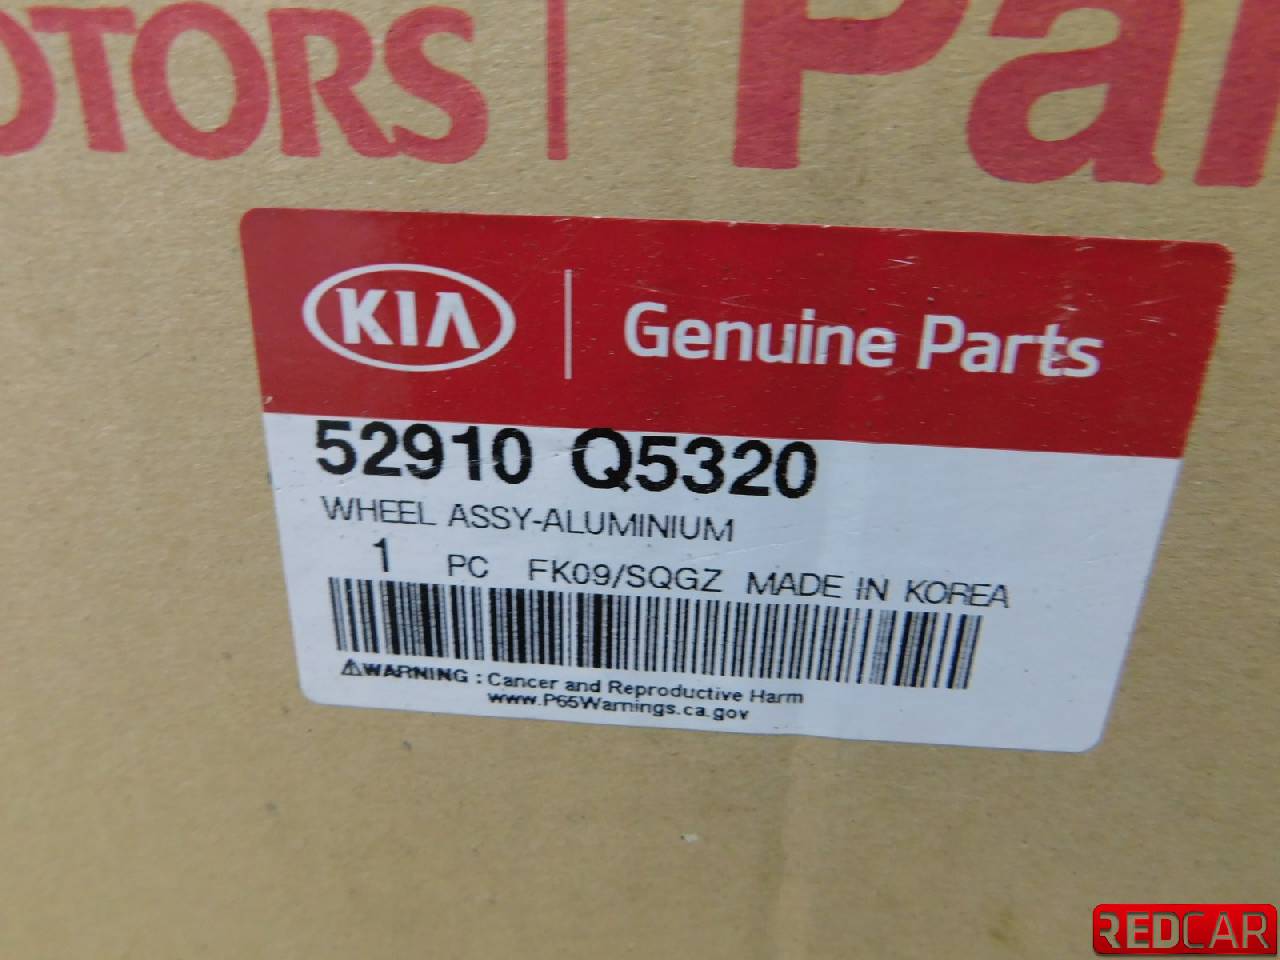 OTORS | Par
KIA | Genuine Parts
52910 Q5320
WHEEL ASSY-ALUMINIUM
1 PC FK09/SQGZ MADE IN KOREA
⚠WARNING : Cancer and Reproductive Harm
www.P65Warnings.ca.gov
REDCAR